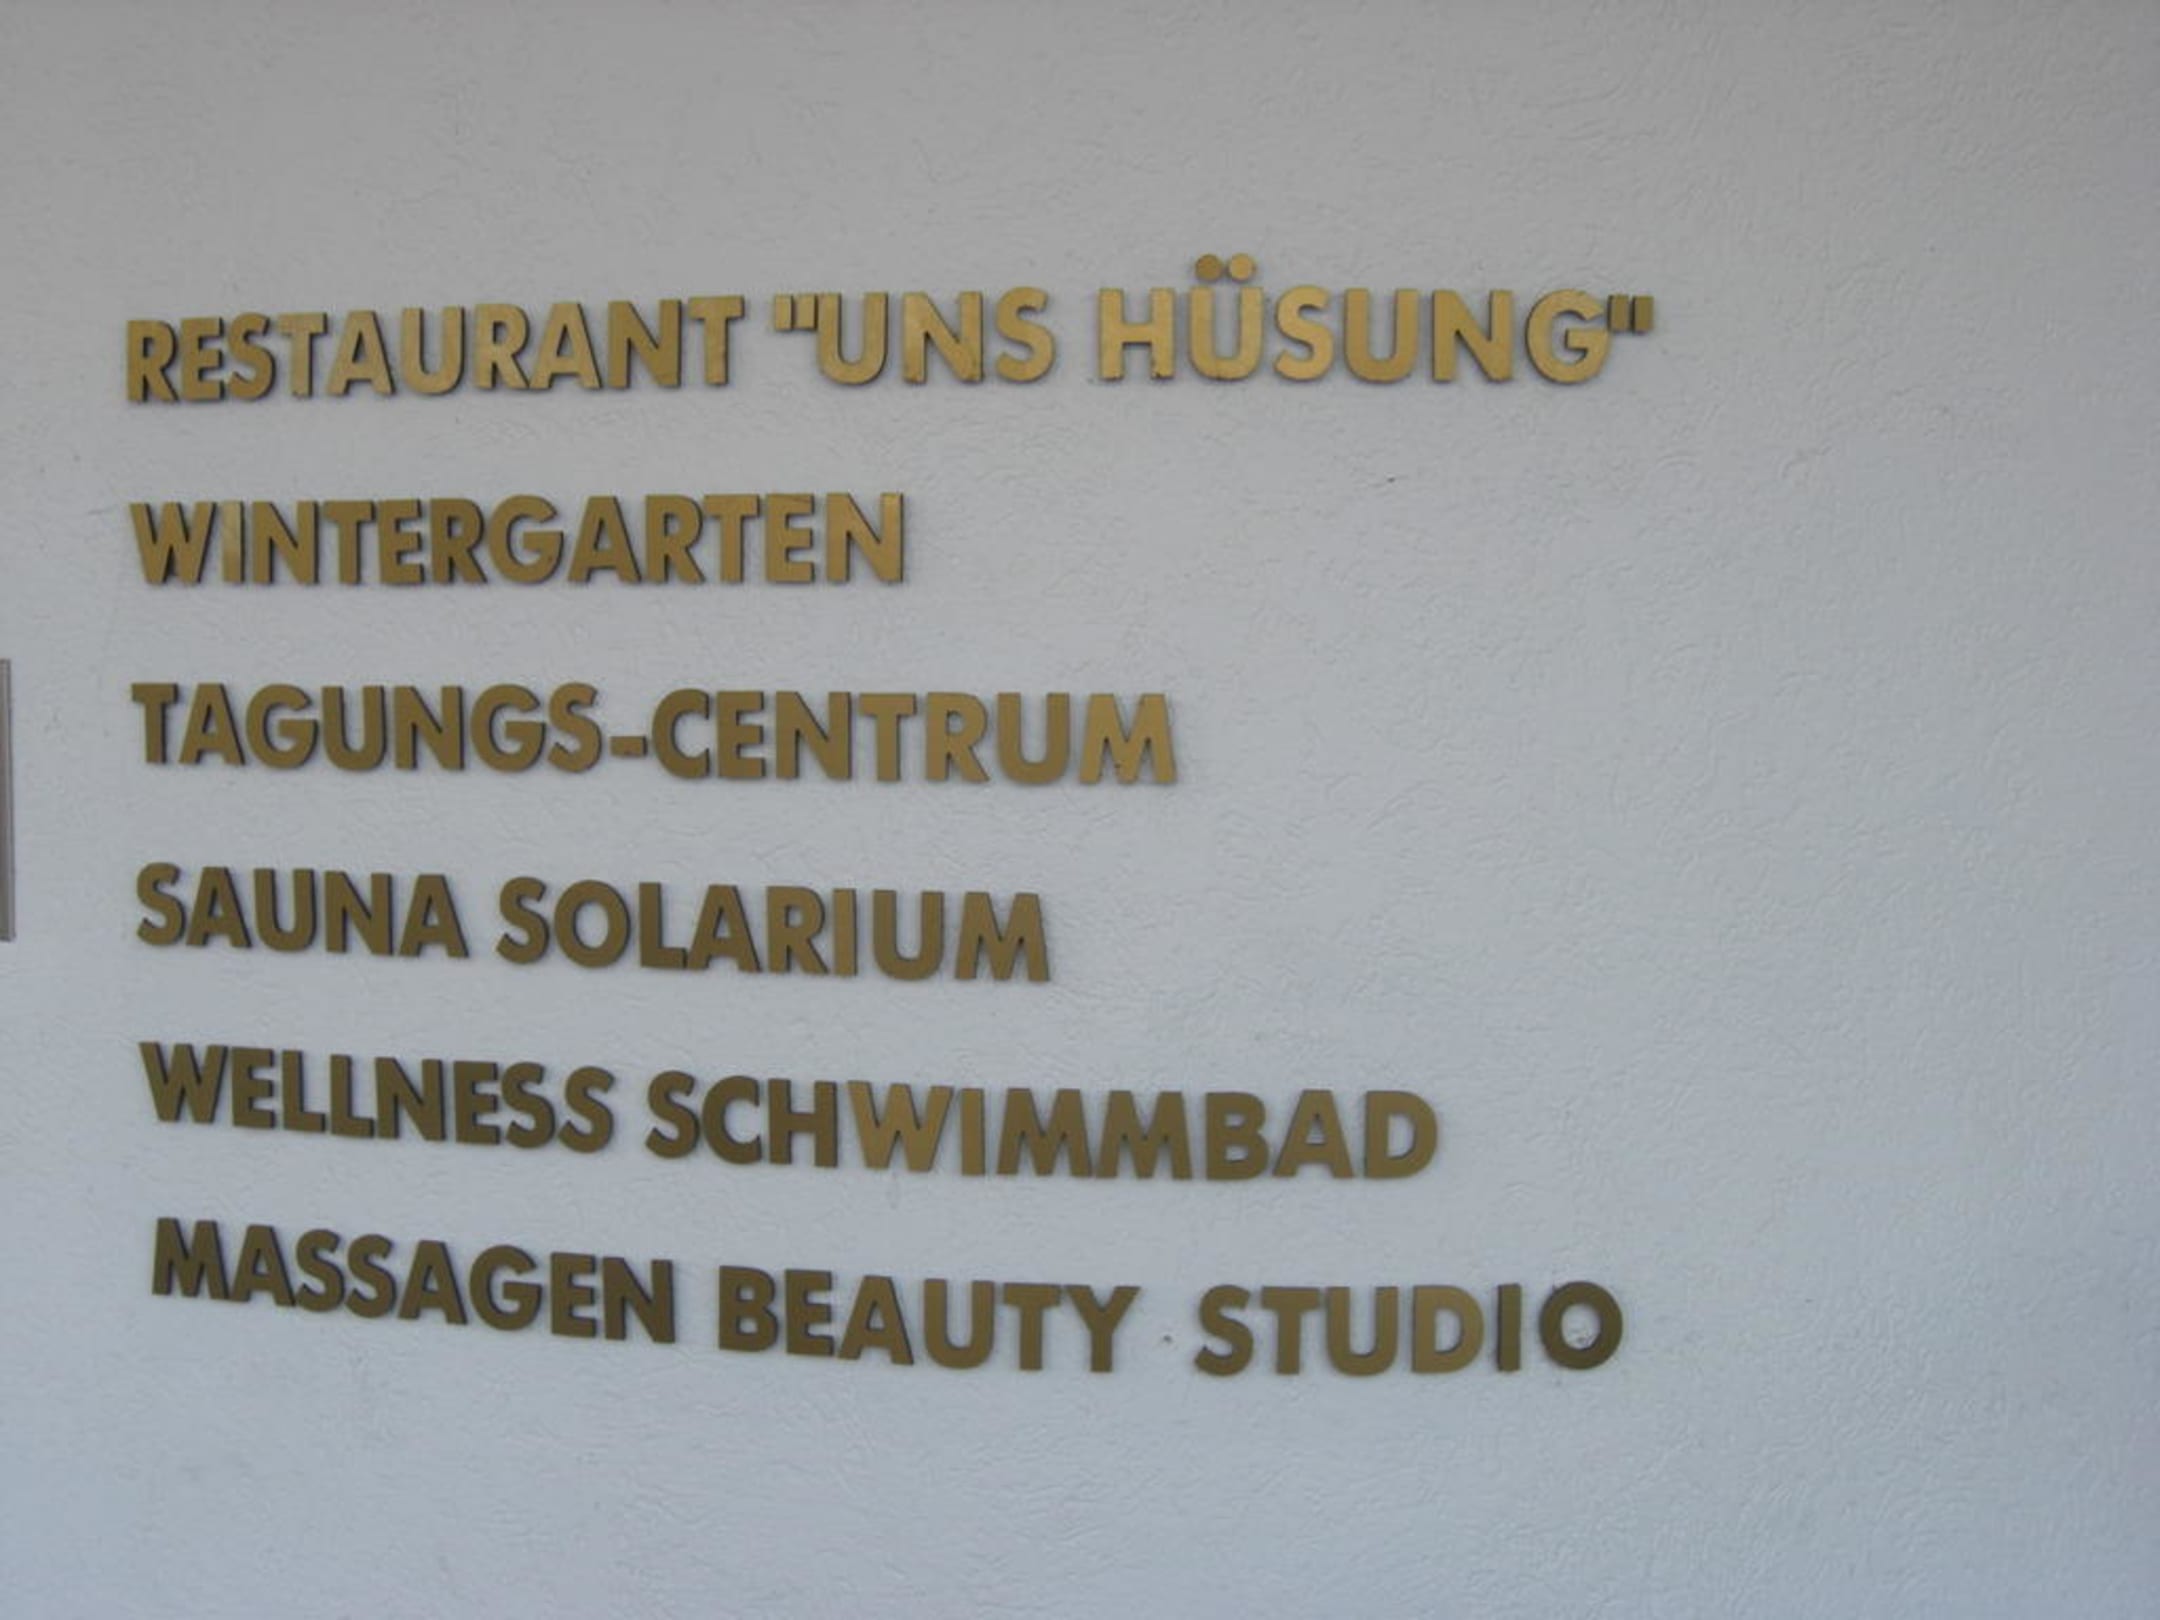 RESTAURANT "UNS HÜSUNG"
WINTERGARTEN
TAGUNGS-CENTRUM
SAUNA SOLARIUM
WELLNESS SCHWIMMBAD
MASSAGEN BEAUTY STUDIO